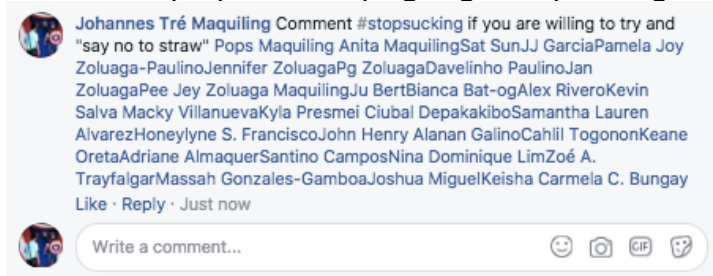 Johannes Tré Maquiling Comment #stopsucking if you are willing to try and
"say no to straw" Pops Maquiling Anita MaquilingSat SunJJ GarciaPamela Joy
Zoluaga-PaulinoJennifer ZoluagaPg ZoluagaDavelinho PaulinoJan
ZoluagaPee Jey Zoluaga MaquilingJu BertBianca Bat-ogAlex RiveroKevin
Salva Macky VillanuevaKyla Presmei Ciubal DepakakiboSamantha Lauren
AlvarezHoneylyne S. FranciscoJohn Henry Alanan GalinoCahlil TogononKeane
OretaAdriane AlmaquerSantino CamposNina Dominique LimZoé A.
TrayfalgarMassah Gonzales-GamboaJoshua MiguelKeisha Carmela C. Bungay
Like · Reply · Just now
Write a comment...
GIF